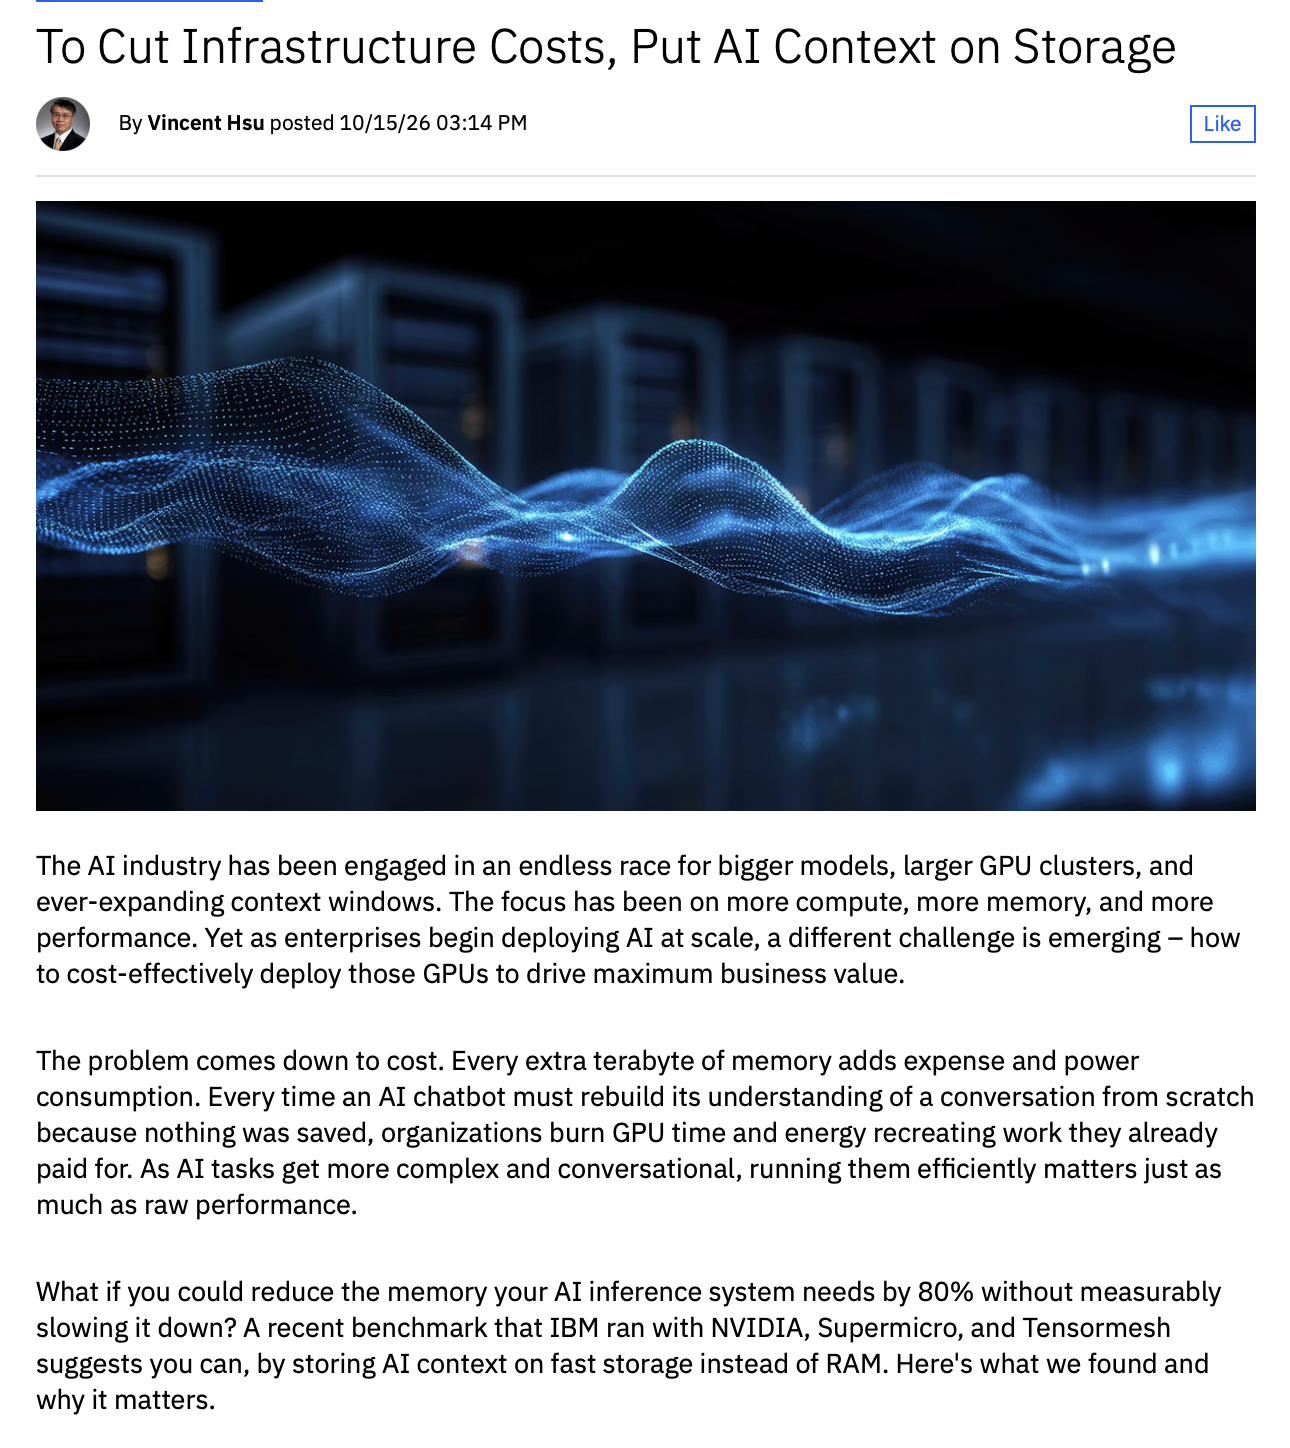 To Cut Infrastructure Costs, Put AI Context on Storage
By Vincent Hsu posted 10/15/26 03:14 PM
Like
The AI industry has been engaged in an endless race for bigger models, larger GPU clusters, and
ever-expanding context windows. The focus has been on more compute, more memory, and more
performance. Yet as enterprises begin deploying AI at scale, a different challenge is emerging – how
to cost-effectively deploy those GPUs to drive maximum business value.
The problem comes down to cost. Every extra terabyte of memory adds expense and power
consumption. Every time an AI chatbot must rebuild its understanding of a conversation from scratch
because nothing was saved, organizations burn GPU time and energy recreating work they already
paid for. As AI tasks get more complex and conversational, running them efficiently matters just as
much as raw performance.
What if you could reduce the memory your AI inference system needs by 80% without measurably
slowing it down? A recent benchmark that IBM ran with NVIDIA, Supermicro, and Tensormesh
suggests you can, by storing AI context on fast storage instead of RAM. Here's what we found and
why it matters.